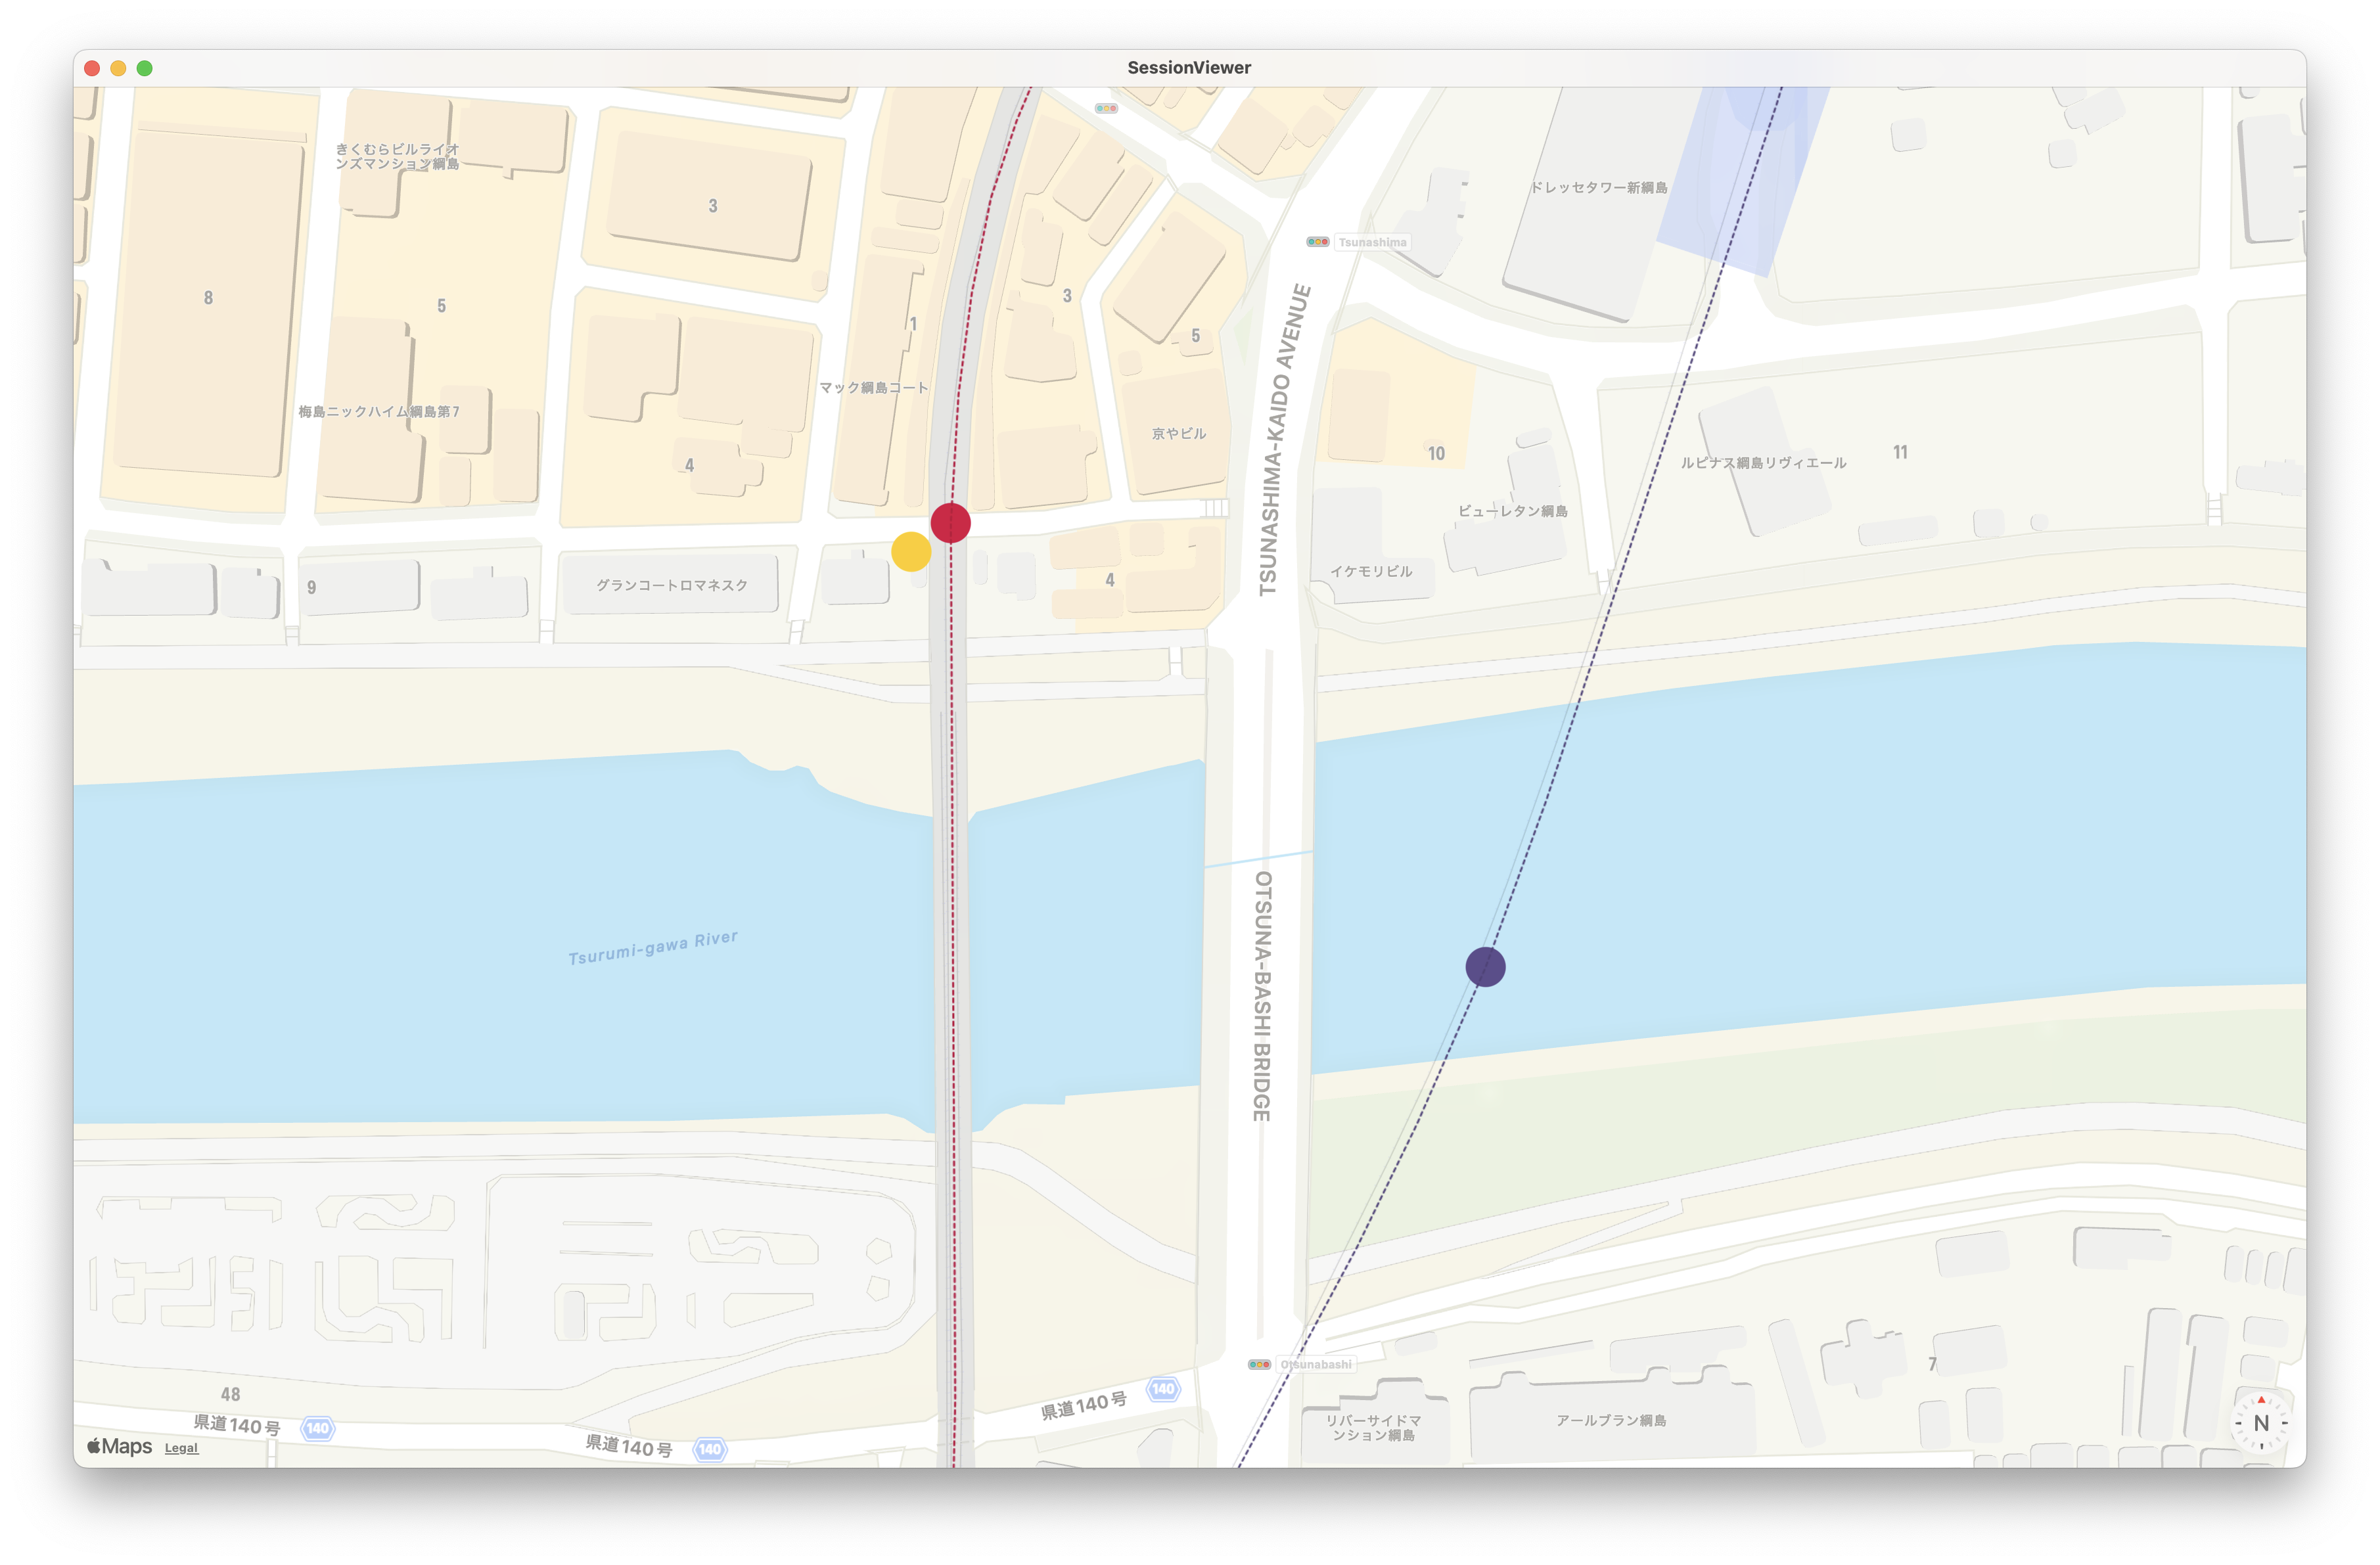 SessionViewer
きくむらビルライオ
ンズマンション綱島
3
ドレッセタワー新綱島
Tsunashima
8
5
3
1
5
マック綱島コート
梅島ニックハイム綱島第7
京やビル
TSUNASHIMA-KAIDO AVENUE
10
11
ルピナス綱島リヴィエール
4
ビューレタン綱島
9
グランコートロマネスク
4
イケモリビル
Tsurumi-gawa River
OTSUNA-BASHI BRIDGE
Otsunabashi
7
48
県道140号
140
県道140号
140
県道140号
140
リバーサイドマ
ンション綱島
アールブラン綱島
N
Maps
Legal